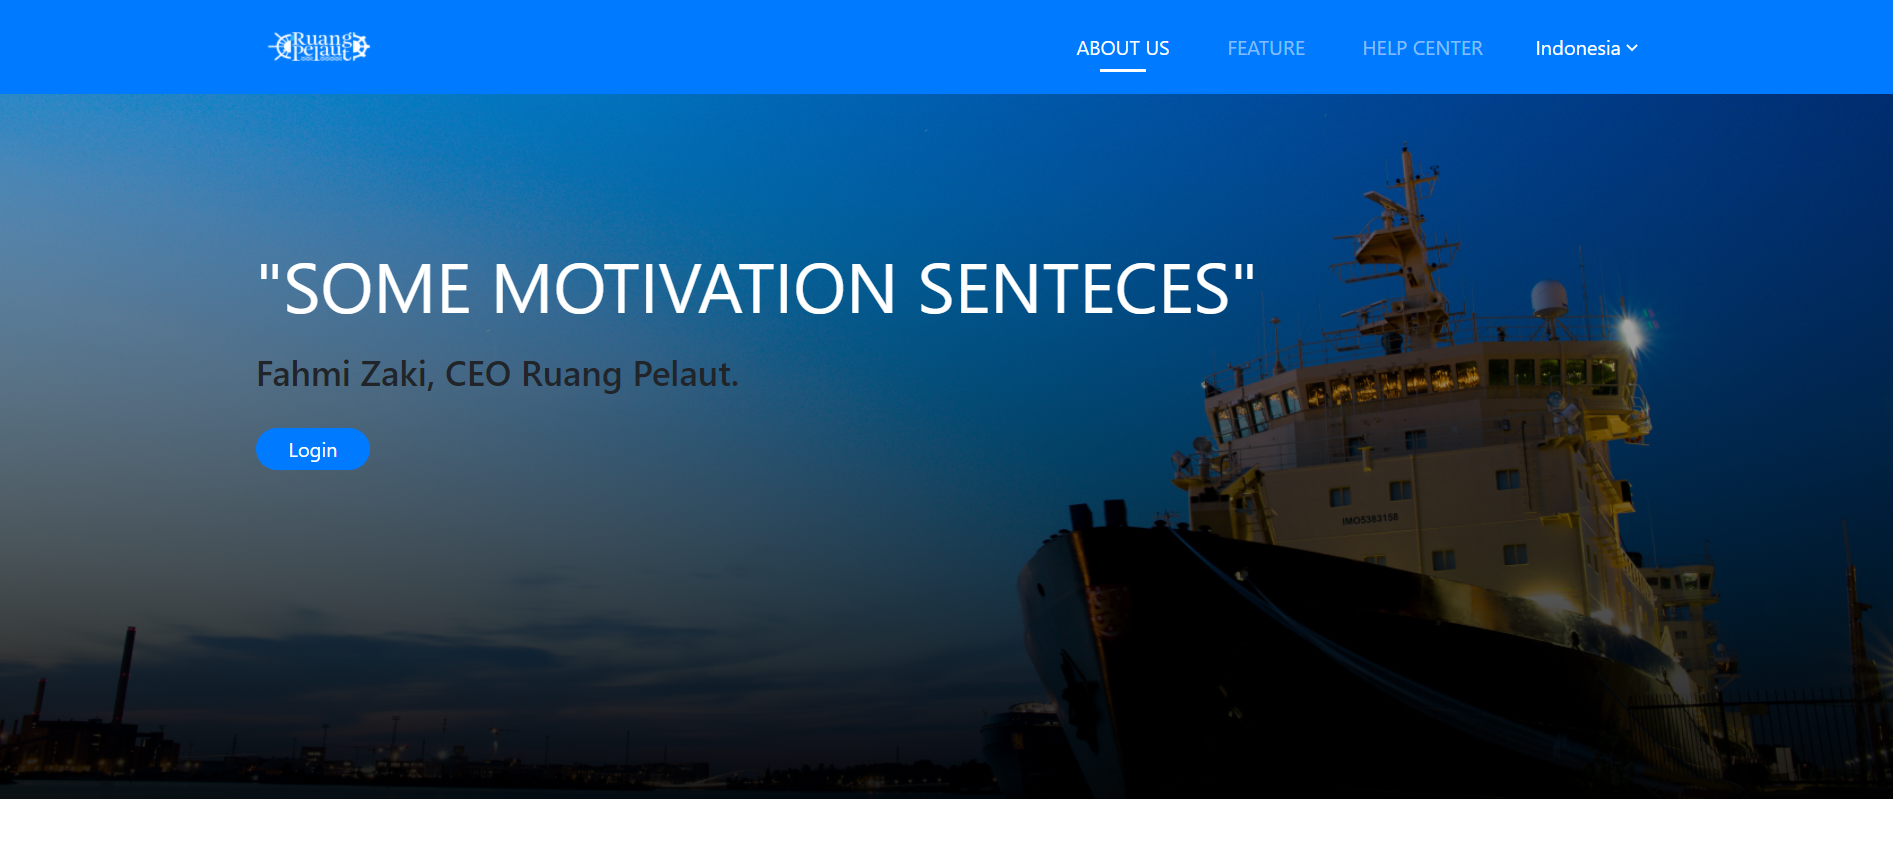 Ruang
Pelaut
ABOUT US
FEATURE
HELP CENTER
Indonesia
"SOME MOTIVATION SENTECES"
Fahmi Zaki, CEO Ruang Pelaut.
Login
IMO5383158